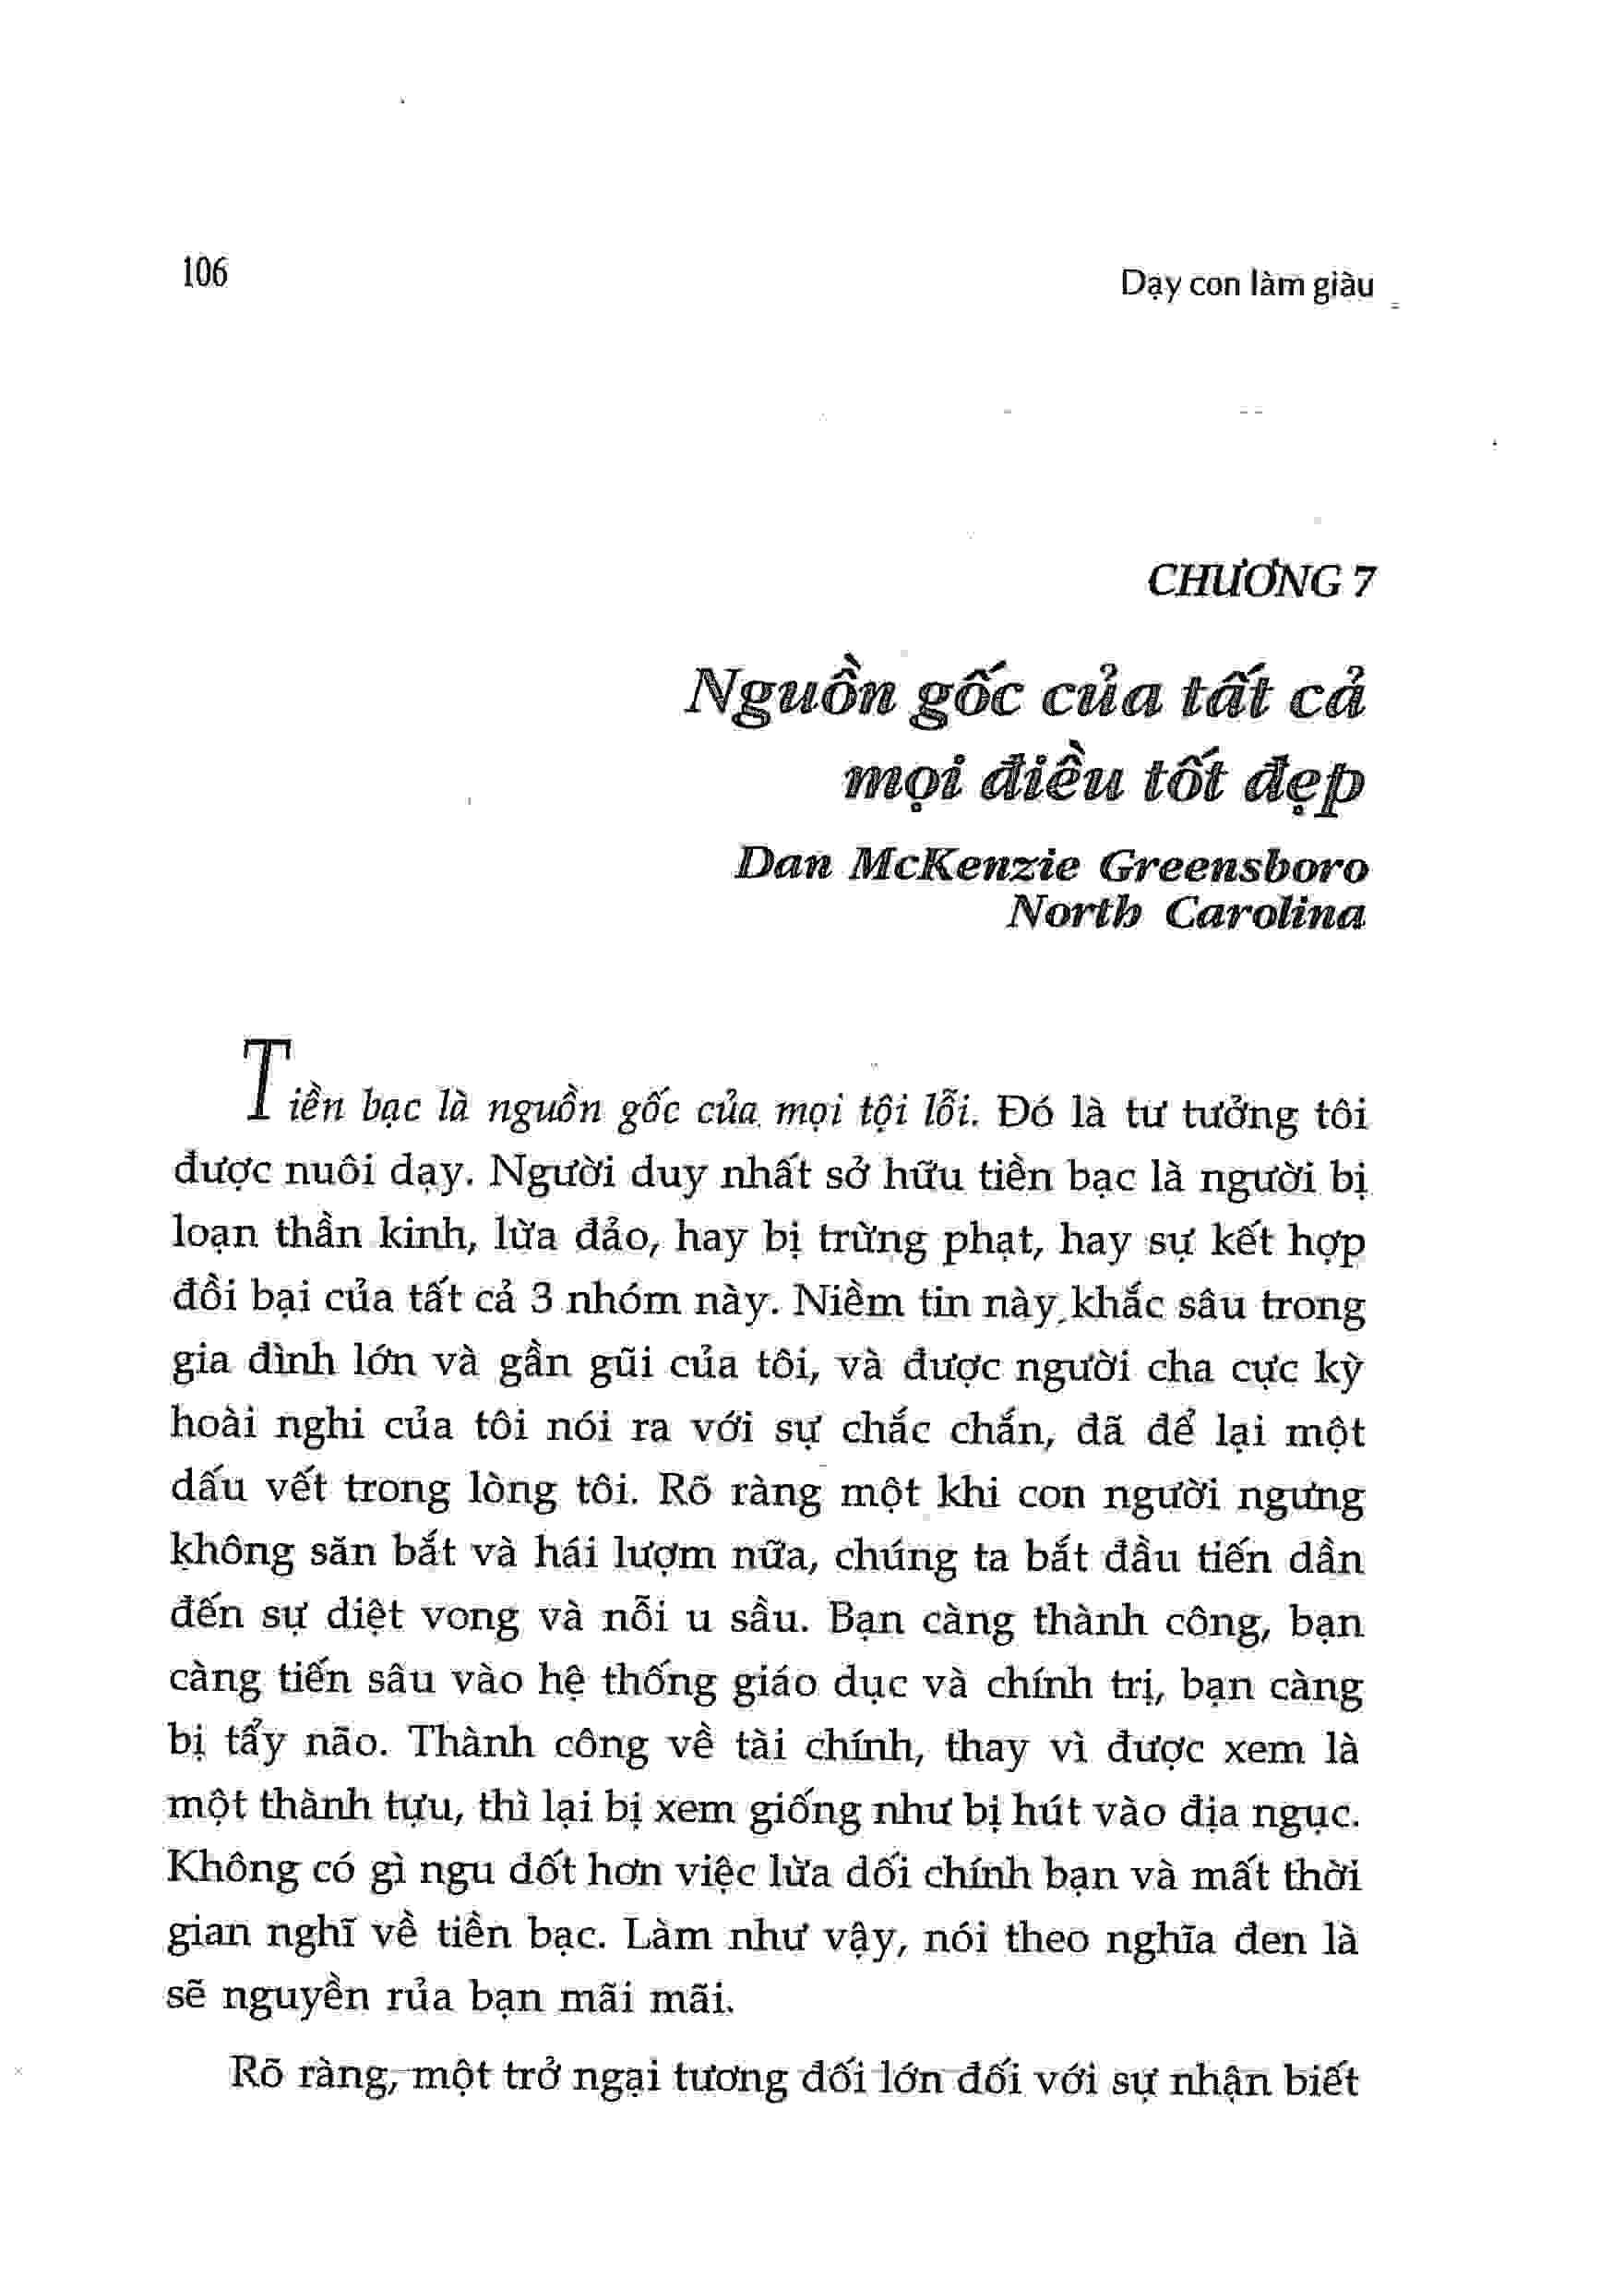 106
Dạy con làm giàu
CHƯƠNG 7
Nguồn gốc của tất cả
mọi điều tốt đẹp
Dan McKenzie Greensboro
North Carolina
Tiền bạc là nguồn gốc của mọi tội lỗi. Đó là tư tưởng tôi
được nuôi dạy. Người duy nhất sở hữu tiền bạc là người bị
loạn thần kinh, lừa đảo, hay bị trừng phạt, hay sự kết hợp
đồi bại của tất cả 3 nhóm này. Niềm tin này khắc sâu trong
gia đình lớn và gần gũi của tôi, và được người cha cực kỳ
hoài nghi của tôi nói ra với sự chắc chắn, đã để lại một
dấu vết trong lòng tôi. Rõ ràng một khi con người ngưng
không săn bắt và hái lượm nữa, chúng ta bắt đầu tiến dần
đến sự diệt vong và nỗi u sầu. Bạn càng thành công, bạn
càng tiến sâu vào hệ thống giáo dục và chính trị, bạn càng
bị tẩy não. Thành công về tài chính, thay vì được xem là
một thành tựu, thì lại bị xem giống như bị hút vào địa ngục.
Không có gì ngu dốt hơn việc lừa dối chính bạn và mất thời
gian nghĩ về tiền bạc. Làm như vậy, nói theo nghĩa đen là
sẽ nguyền rủa bạn mãi mãi.
Rõ ràng, một trở ngại tương đối lớn đối với sự nhận biết